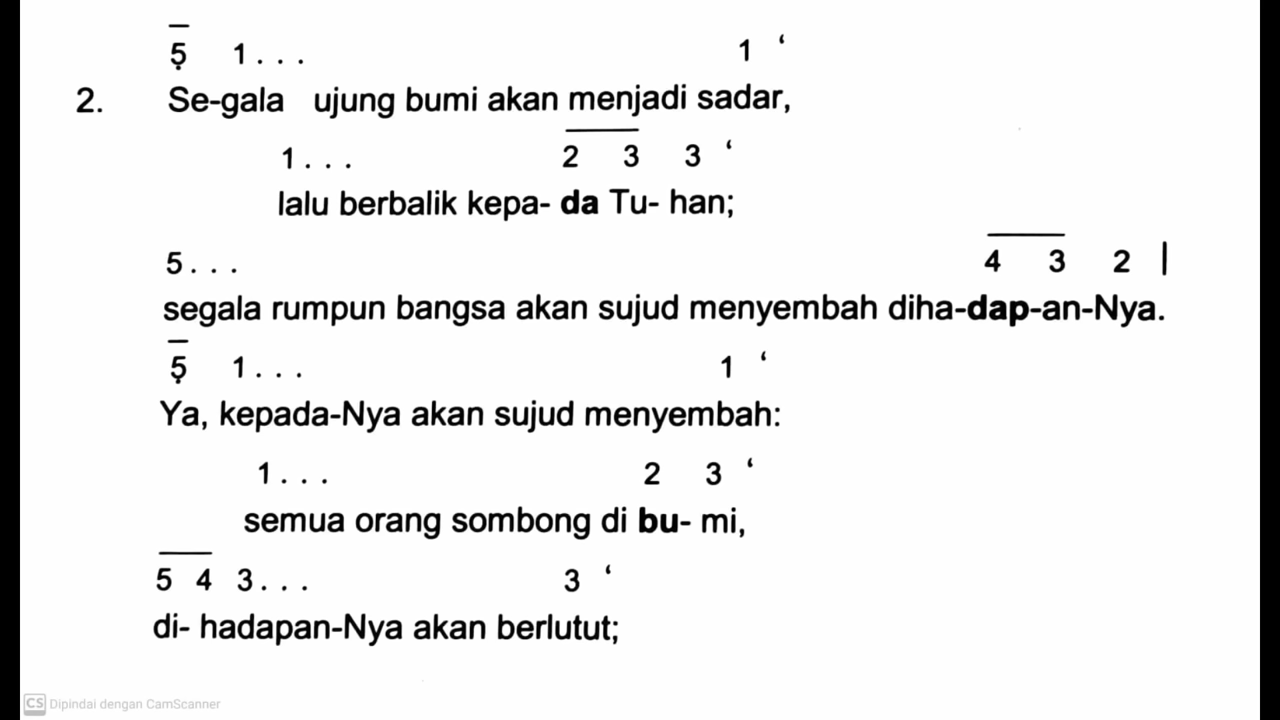 5̣ 1 . . . 1 ‘
2. Se-gala ujung bumi akan menjadi sadar,
1 . . . 2 3 3 ‘
lalu berbalik kepa- da Tu- han;
5 . . . 4 3 2 |
segala rumpun bangsa akan sujud menyembah diha-dap-an-Nya.
5̣ 1 . . . 1 ‘
Ya, kepada-Nya akan sujud menyembah:
1 . . . 2 3 ‘
semua orang sombong di bu- mi,
5 4 3 . . . 3 ‘
di- hadapan-Nya akan berlutut;
CS Dipindai dengan CamScanner